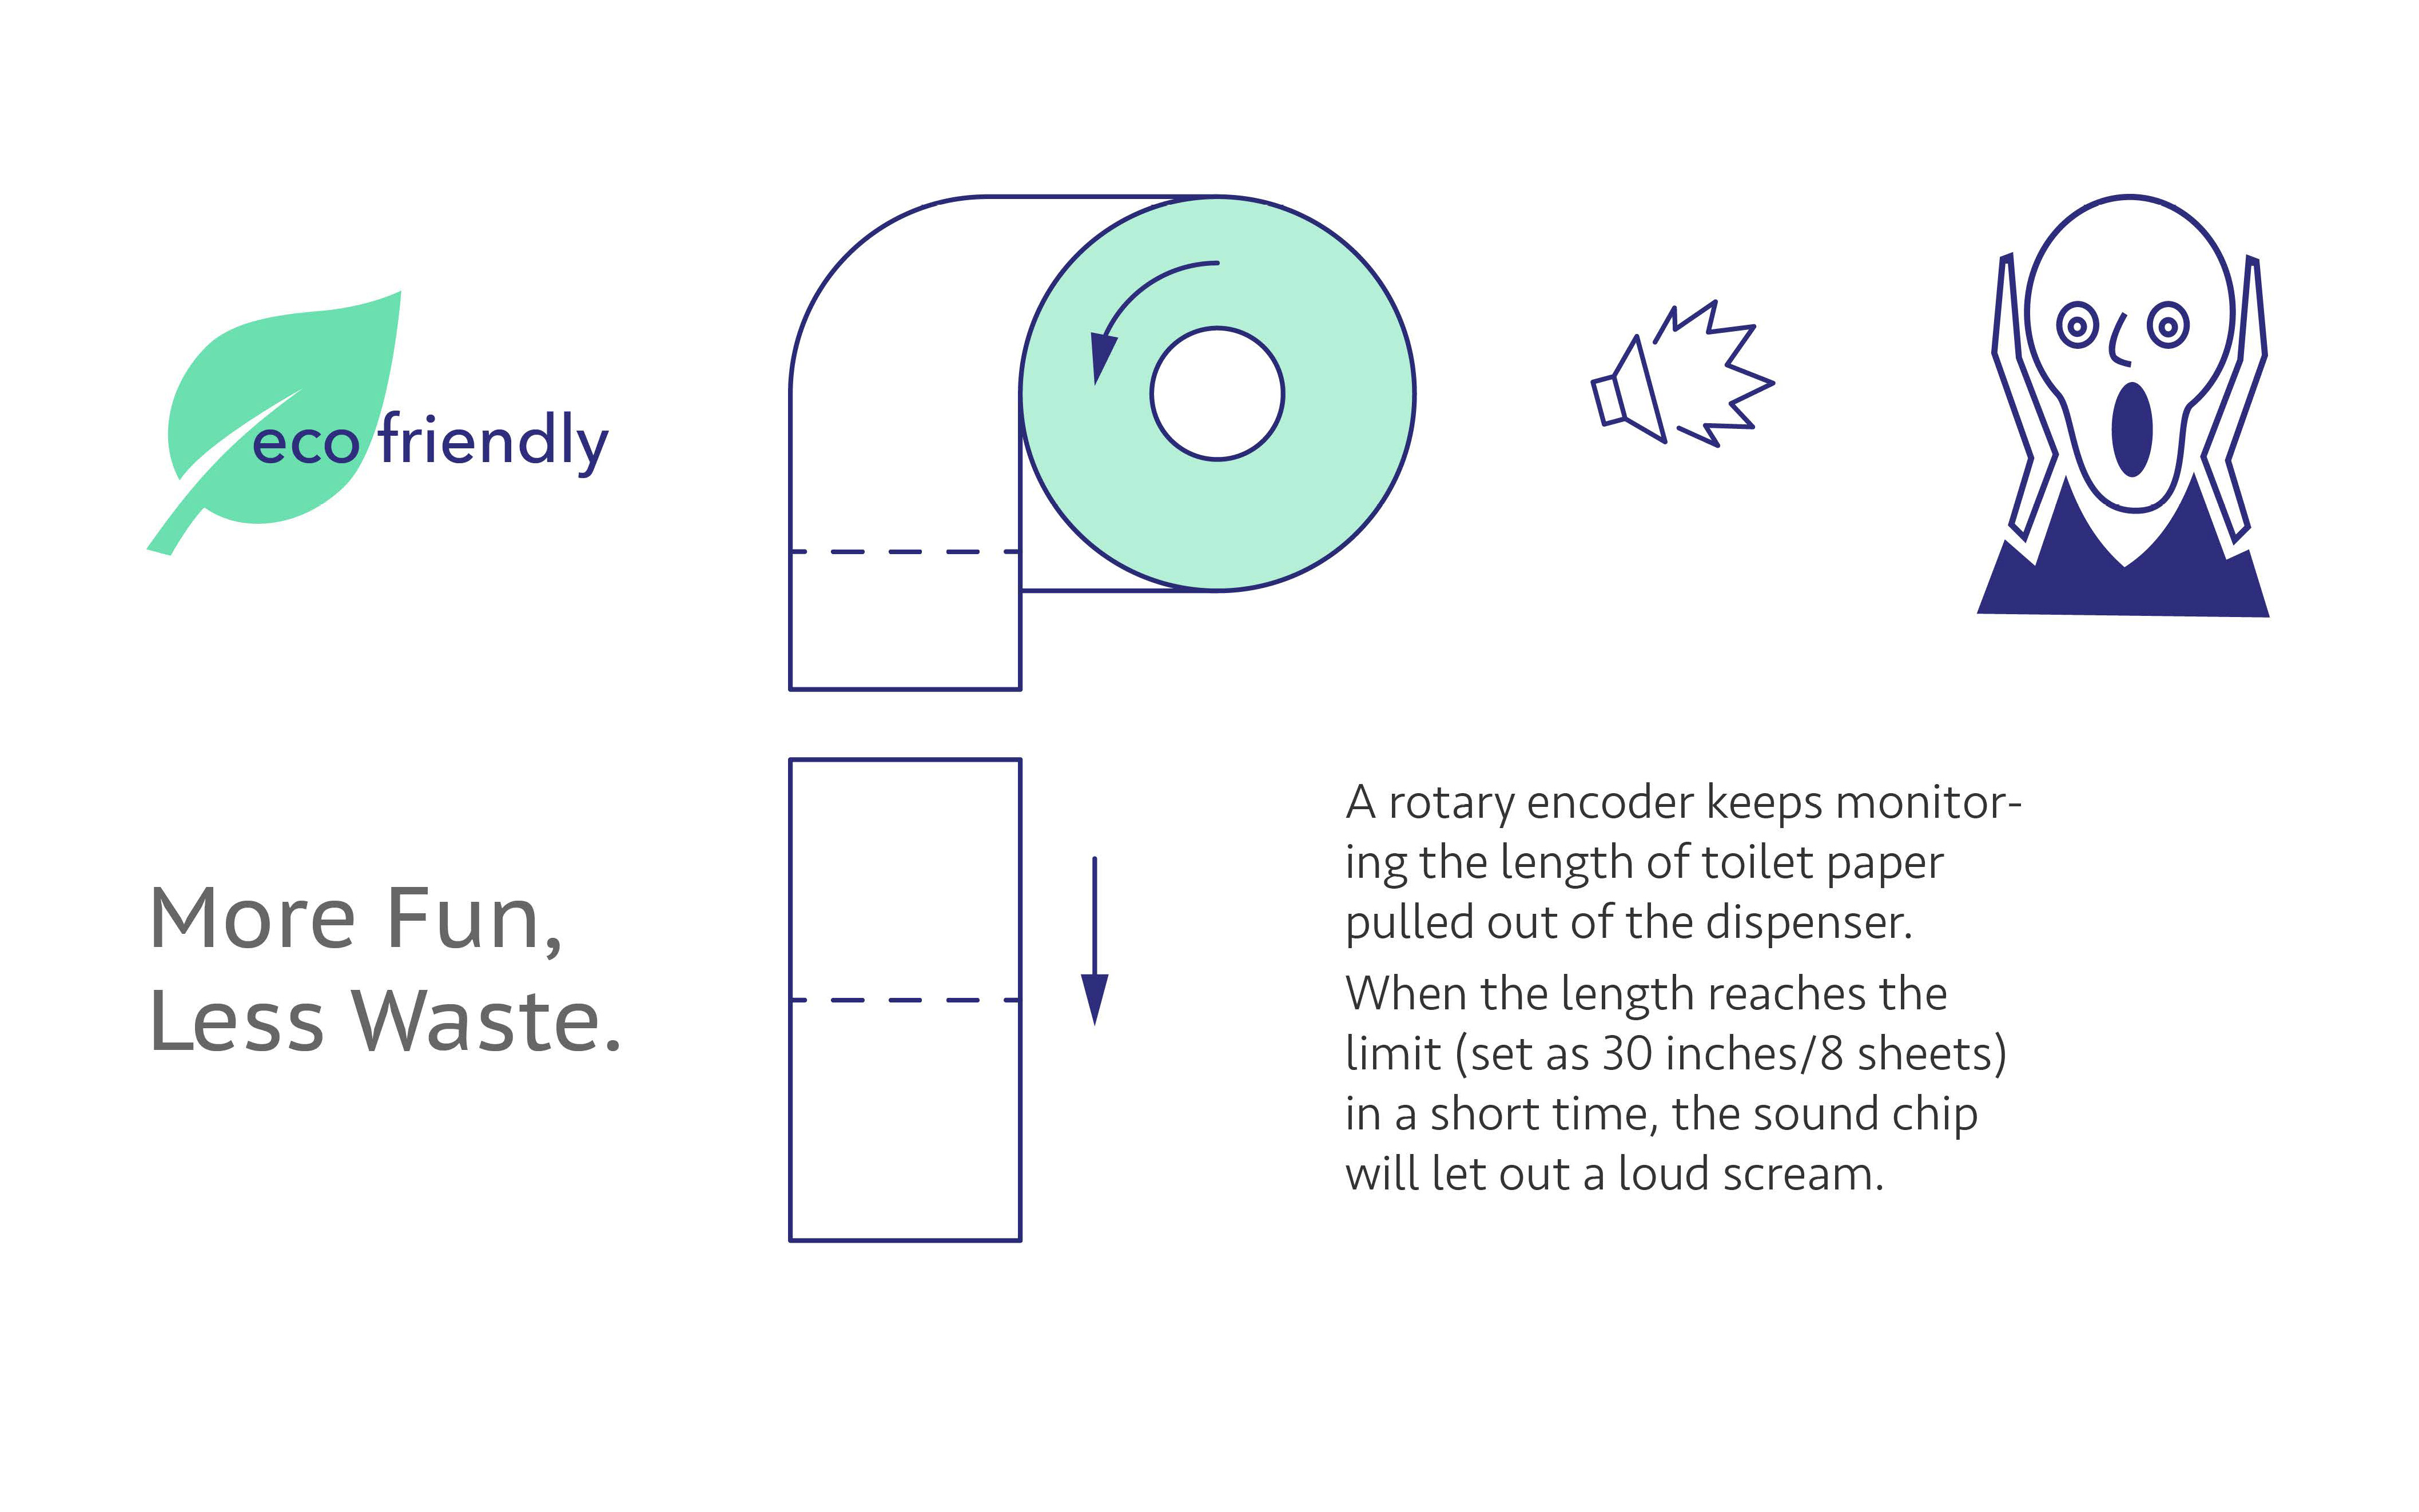 eco friendly
More Fun,
Less Waste.
A rotary encoder keeps monitor-
ing the length of toilet paper
pulled out of the dispenser.
When the length reaches the
limit (set as 30 inches/8 sheets)
in a short time, the sound chip
will let out a loud scream.